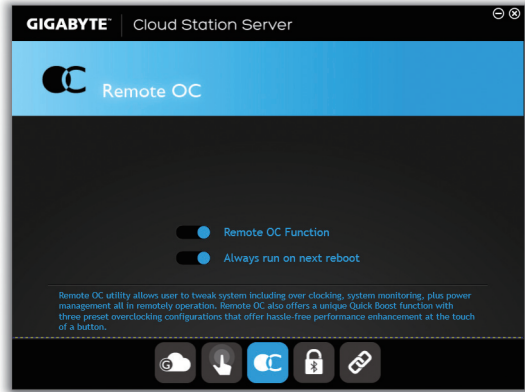 GIGABYTE™ Cloud Station Server
Remote OC
Remote OC Function
Always run on next reboot
Remote OC utility allows user to tweak system including over clocking, system monitoring, plus power
management all in remotely operation. Remote OC also offers a unique Quick Boost function with
three preset overclocking configurations that offer hassle-free performance enhancement at the touch
of a button.
G